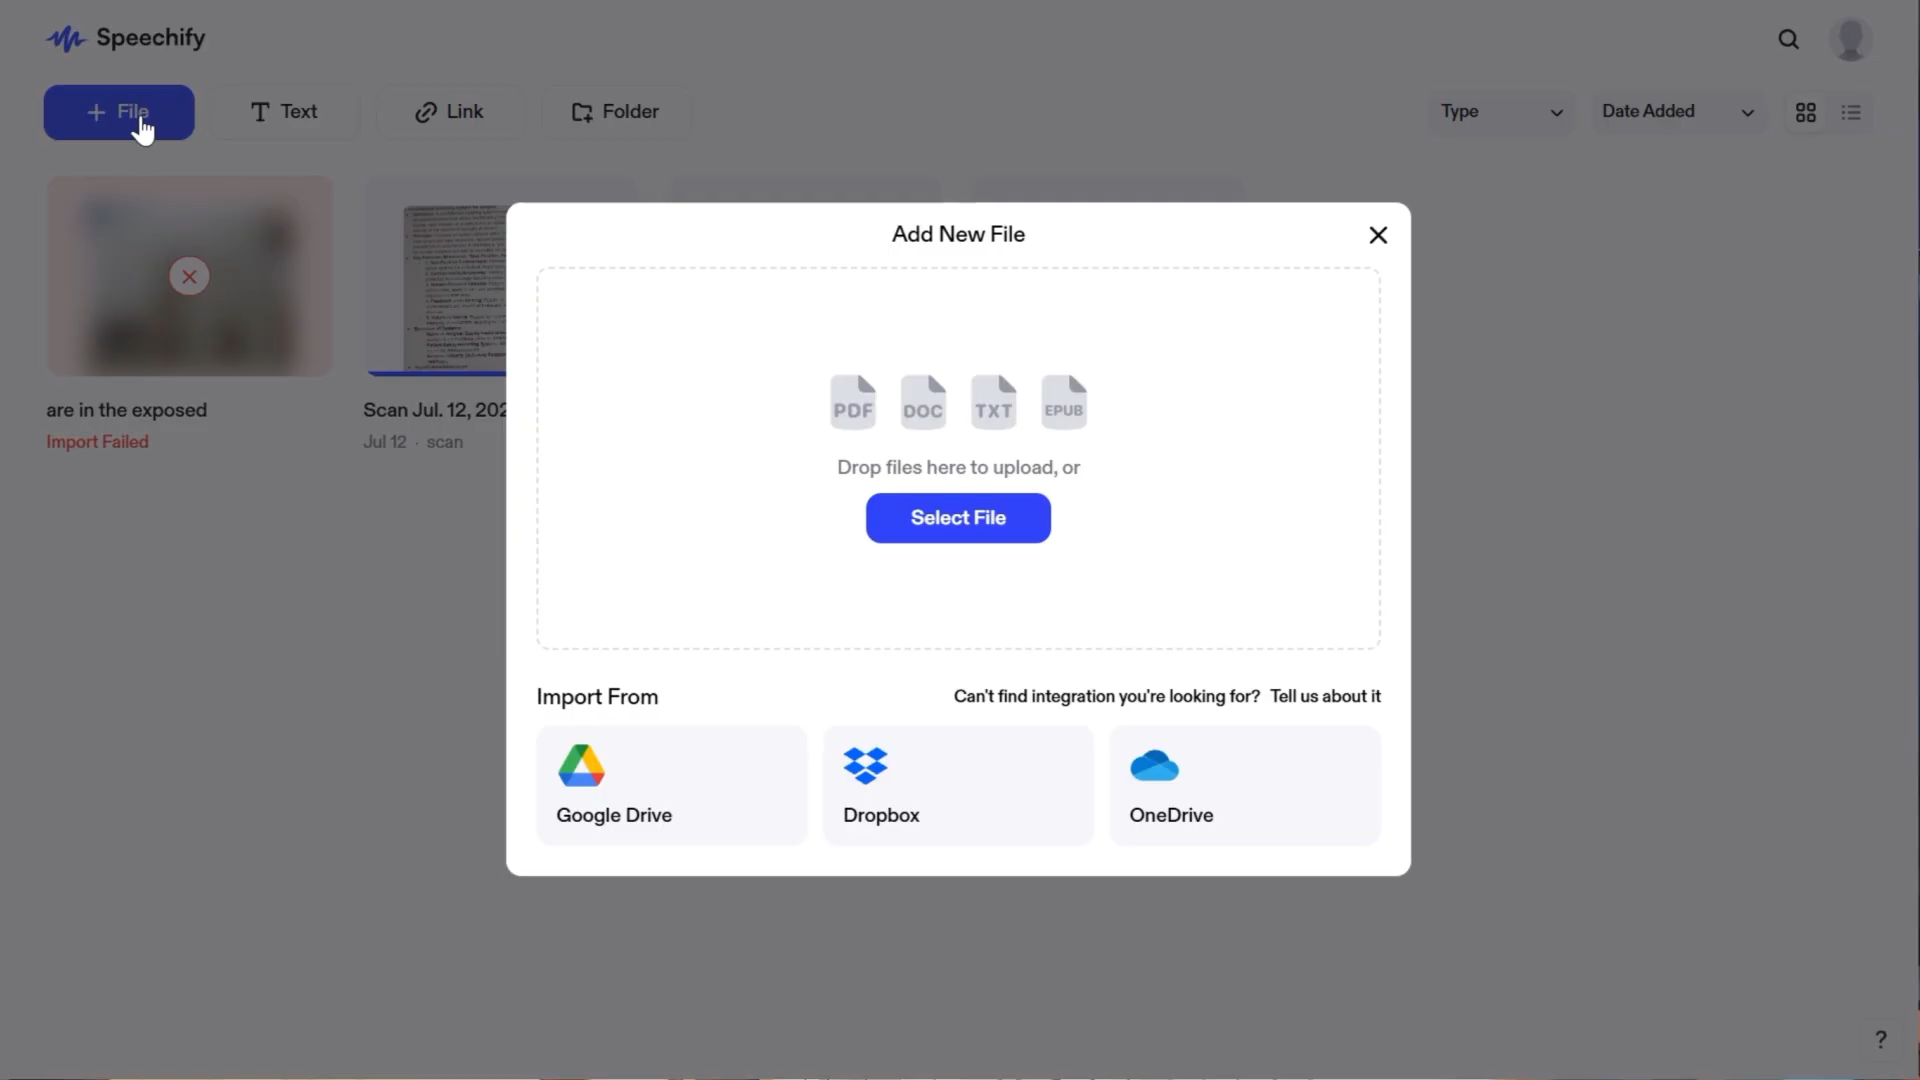 Speechify
File
Text
Link
Folder
Type
Date Added
Add New File
PDF
DOC
TXT
EPUB
Drop files here to upload, or
Select File
are in the exposed
Import Failed
Scan Jul. 12, 202
Jul 12 · scan
Import From
Can't find integration you're looking for? Tell us about it
Google Drive
Dropbox
OneDrive
?